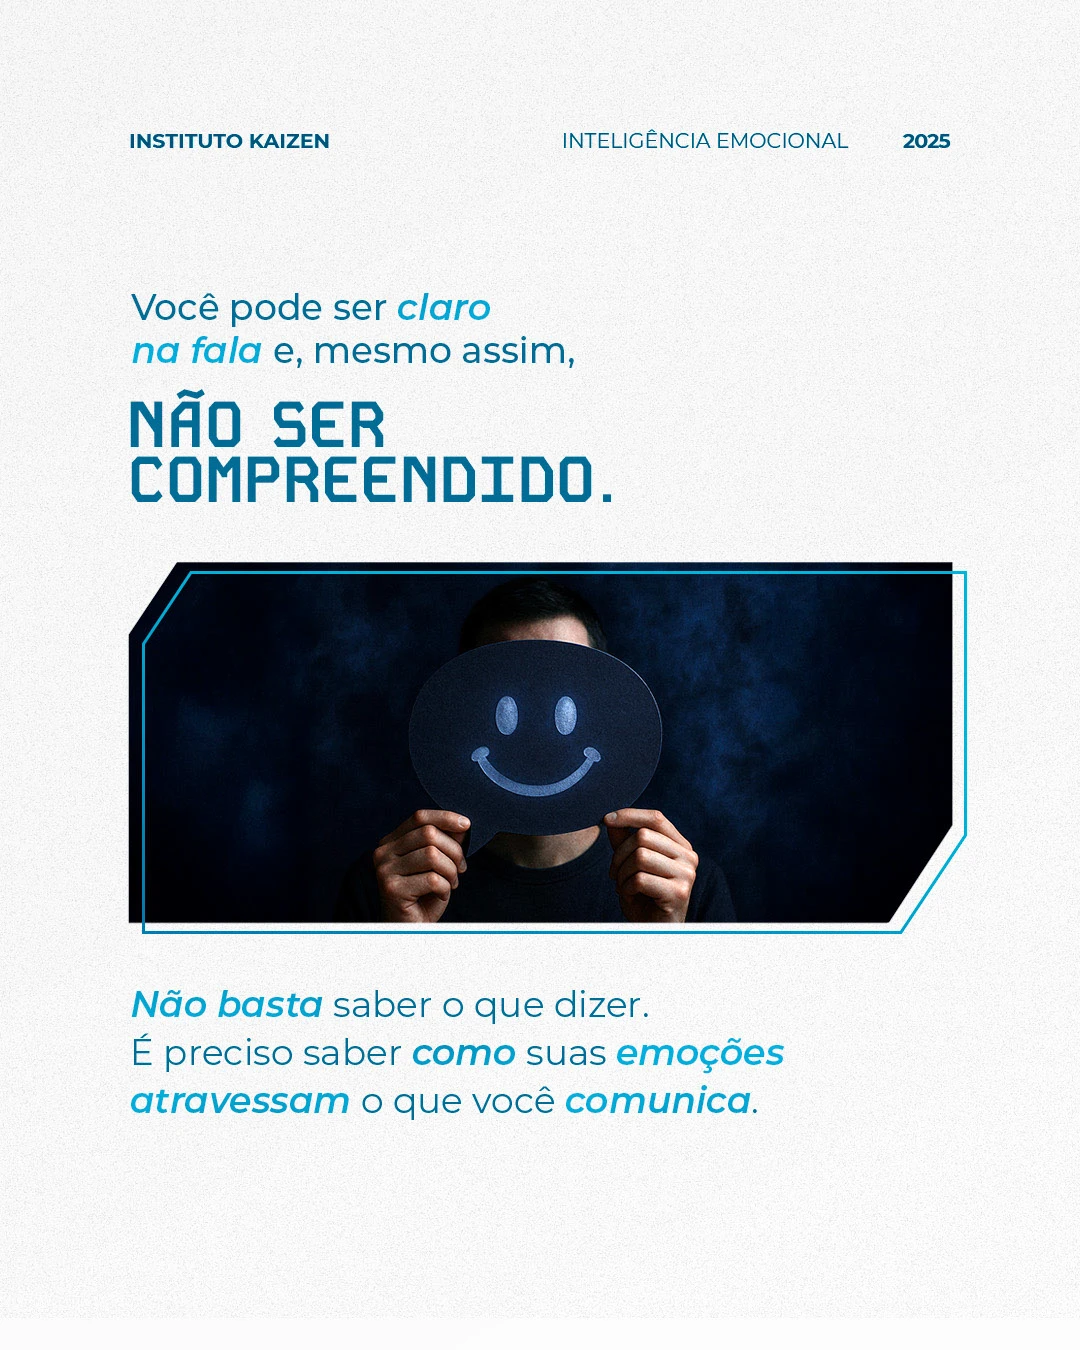 INSTITUTO KAIZEN INTELIGÊNCIA EMOCIONAL 2025
Você pode ser claro
na fala e, mesmo assim,
NÃO SER
COMPREENDIDO.
Não basta saber o que dizer.
É preciso saber como suas emoções
atravessam o que você comunica.